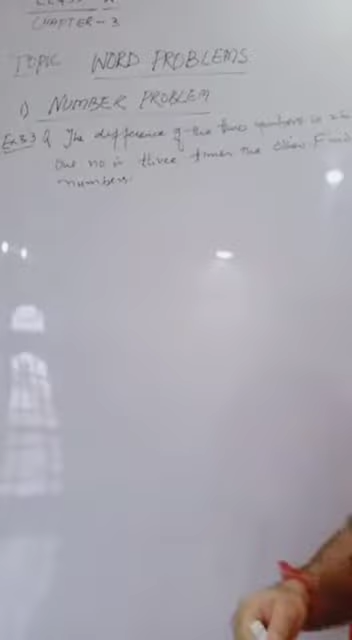 CHAPTER-3
TOPIC WORD PROBLEMS
1) NUMBER PROBLEM
Ex 3.3 Q The difference of the two numbers is
One no is three times the other Find
numbers.